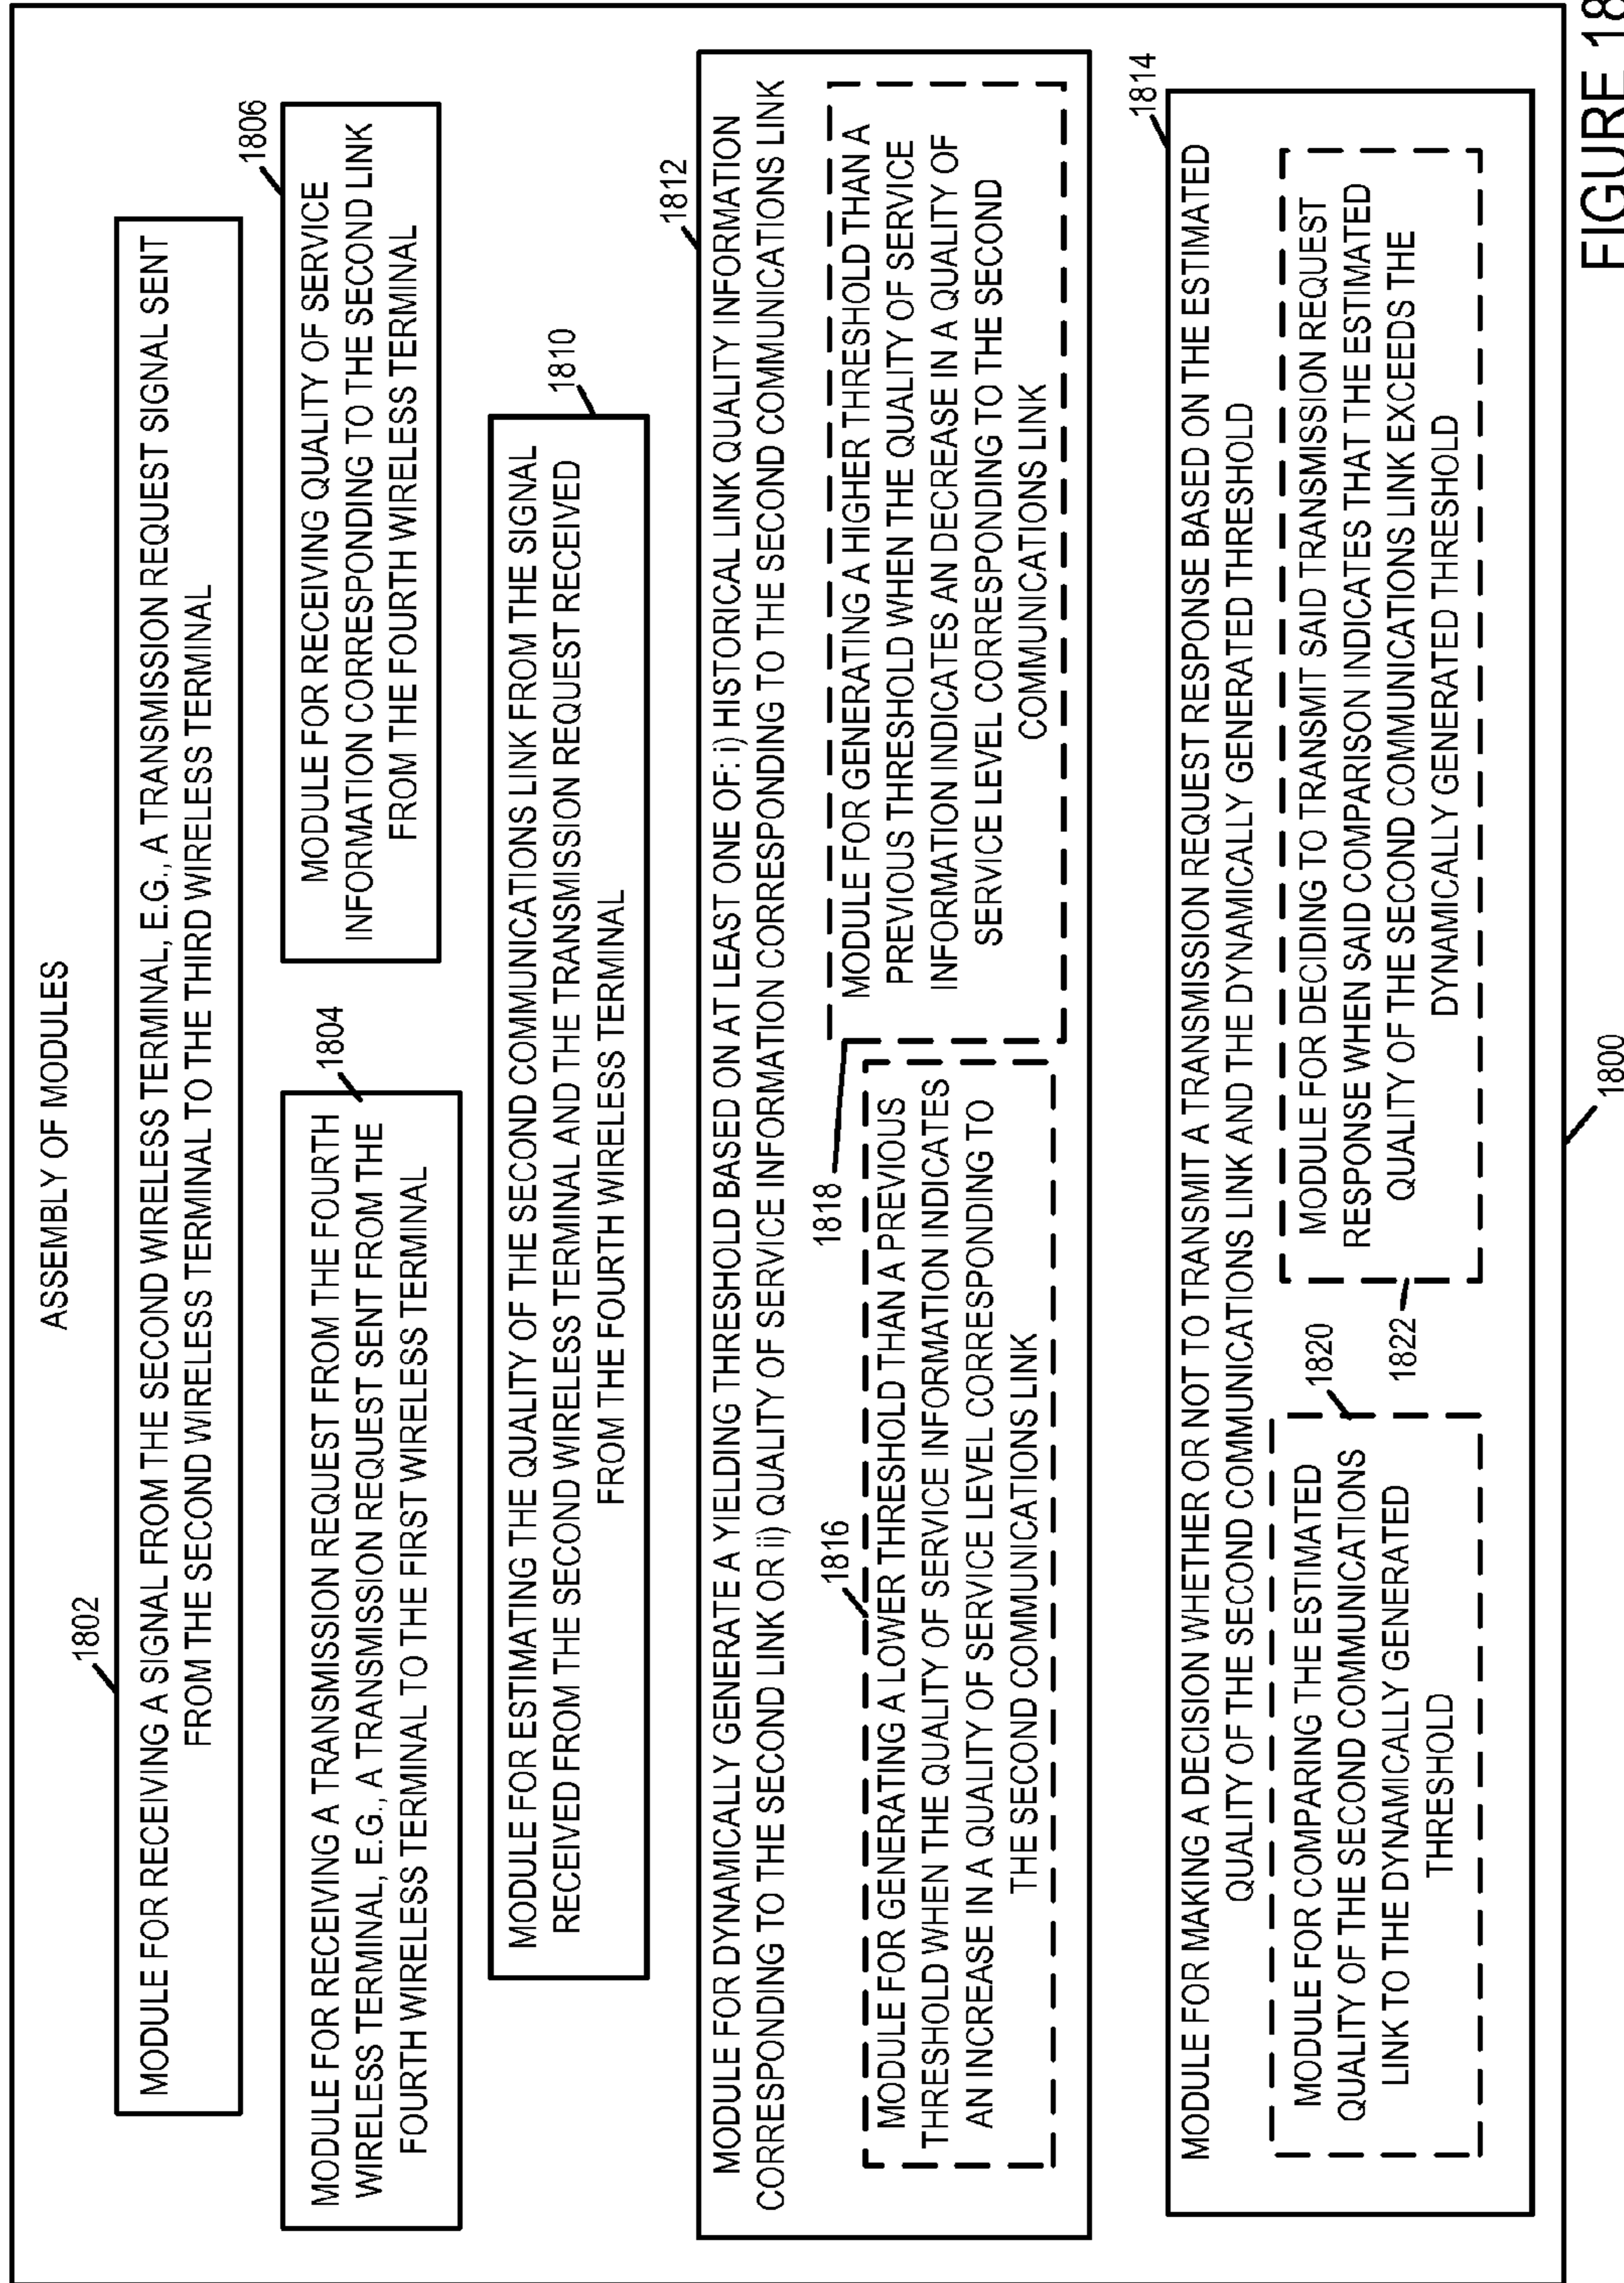 ASSEMBLY OF MODULES
1802
MODULE FOR RECEIVING A SIGNAL FROM THE SECOND WIRELESS TERMINAL, E.G., A TRANSMISSION REQUEST SIGNAL SENT
FROM THE SECOND WIRELESS TERMINAL TO THE THIRD WIRELESS TERMINAL
1804
MODULE FOR RECEIVING A TRANSMISSION REQUEST FROM THE FOURTH
WIRELESS TERMINAL, E.G., A TRANSMISSION REQUEST SENT FROM THE
FOURTH WIRELESS TERMINAL TO THE FIRST WIRELESS TERMINAL
1806
MODULE FOR RECEIVING QUALITY OF SERVICE
INFORMATION CORRESPONDING TO THE SECOND LINK
FROM THE FOURTH WIRELESS TERMINAL
1810
MODULE FOR ESTIMATING THE QUALITY OF THE SECOND COMMUNICATIONS LINK FROM THE SIGNAL
RECEIVED FROM THE SECOND WIRELESS TERMINAL AND THE TRANSMISSION REQUEST RECEIVED
FROM THE FOURTH WIRELESS TERMINAL
1812
MODULE FOR DYNAMICALLY GENERATE A YIELDING THRESHOLD BASED ON AT LEAST ONE OF: i) HISTORICAL LINK QUALITY INFORMATION
CORRESPONDING TO THE SECOND LINK OR ii) QUALITY OF SERVICE INFORMATION CORRESPONDING TO THE SECOND COMMUNICATIONS LINK
1816
MODULE FOR GENERATING A LOWER THRESHOLD THAN A PREVIOUS
THRESHOLD WHEN THE QUALITY OF SERVICE INFORMATION INDICATES
AN INCREASE IN A QUALITY OF SERVICE LEVEL CORRESPONDING TO
THE SECOND COMMUNICATIONS LINK
1818
MODULE FOR GENERATING A HIGHER THRESHOLD THAN A
PREVIOUS THRESHOLD WHEN THE QUALITY OF SERVICE
INFORMATION INDICATES AN DECREASE IN A QUALITY OF
SERVICE LEVEL CORRESPONDING TO THE SECOND
COMMUNICATIONS LINK
1814
MODULE FOR MAKING A DECISION WHETHER OR NOT TO TRANSMIT A TRANSMISSION REQUEST RESPONSE BASED ON THE ESTIMATED
QUALITY OF THE SECOND COMMUNICATIONS LINK AND THE DYNAMICALLY GENERATED THRESHOLD
1820
MODULE FOR COMPARING THE ESTIMATED
QUALITY OF THE SECOND COMMUNICATIONS
LINK TO THE DYNAMICALLY GENERATED
THRESHOLD
1822
MODULE FOR DECIDING TO TRANSMIT SAID TRANSMISSION REQUEST
RESPONSE WHEN SAID COMPARISON INDICATES THAT THE ESTIMATED
QUALITY OF THE SECOND COMMUNICATIONS LINK EXCEEDS THE
DYNAMICALLY GENERATED THRESHOLD
1800
FIGURE 18